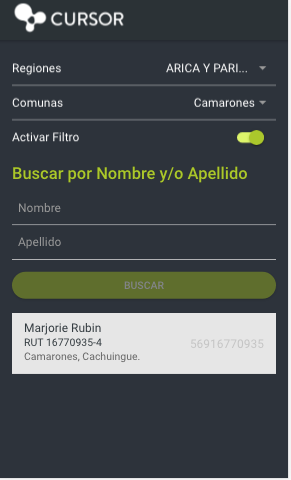 CURSOR
Regiones ARICA Y PARI...
Comunas Camarones
Activar Filtro
Buscar por Nombre y/o Apellido
Nombre
Apellido
BUSCAR
Marjorie Rubin
RUT 16770935-4 56916770935
Camarones, Cachuingue.